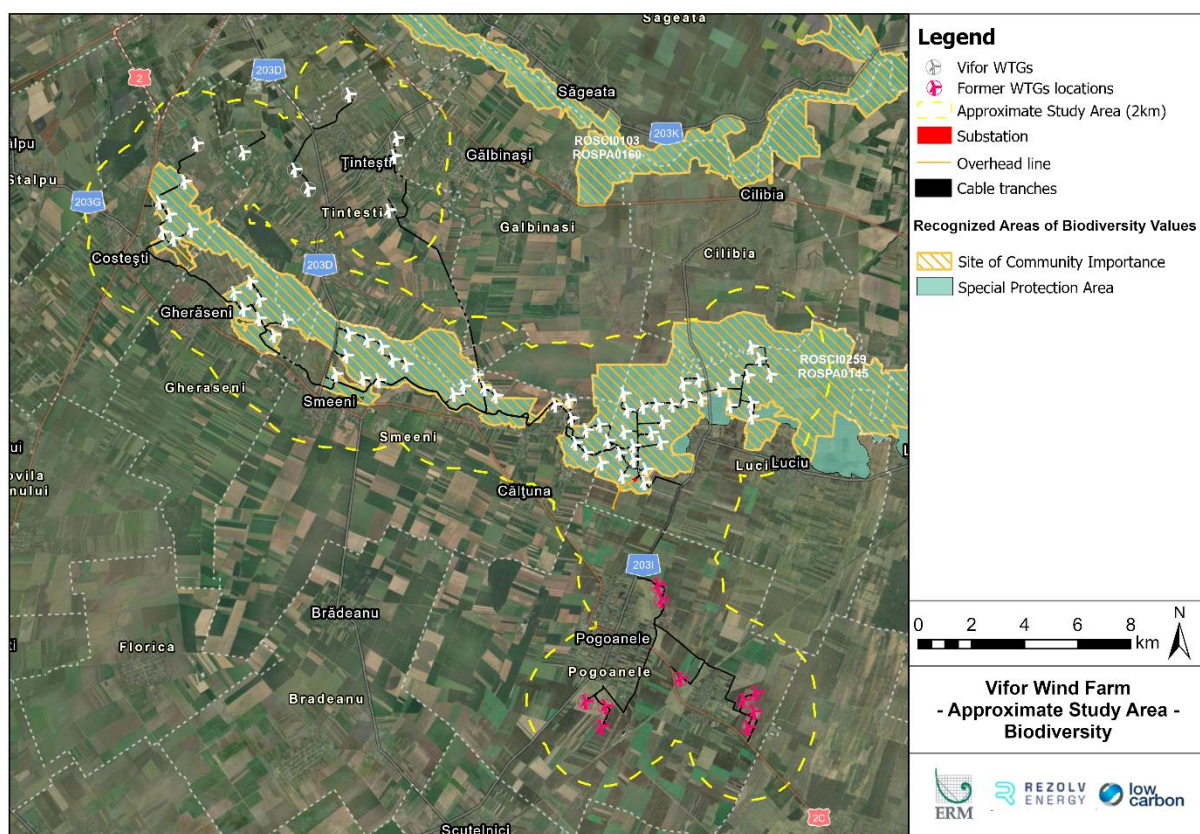 Săgeata
203D
2
Săgeata
203K
ROSCI0103
ROSPA0160
Ţinteşti
Gălbinaşi
Stalpu
203G
Cilibia
Tintesti
Galbinasi
Costeşti
203D
Cilibia
Gherăseni
ROSCI0259
ROSPA0145
Gheraseni
Smeeni
Smeeni
Luciu
Călţuna
203I
Brădeanu
Pogoanele
Florica
Pogoanele
Bradeanu
2C
Scutelnici
Legend
Vifor WTGs
Former WTGs locations
Approximate Study Area (2km)
Substation
Overhead line
Cable tranches
Recognized Areas of Biodiversity Values
Site of Community Importance
Special Protection Area
N
0 2 4 6 8
km
Vifor Wind Farm
- Approximate Study Area -
Biodiversity
ERM
REZOLV
ENERGY
low
carbon